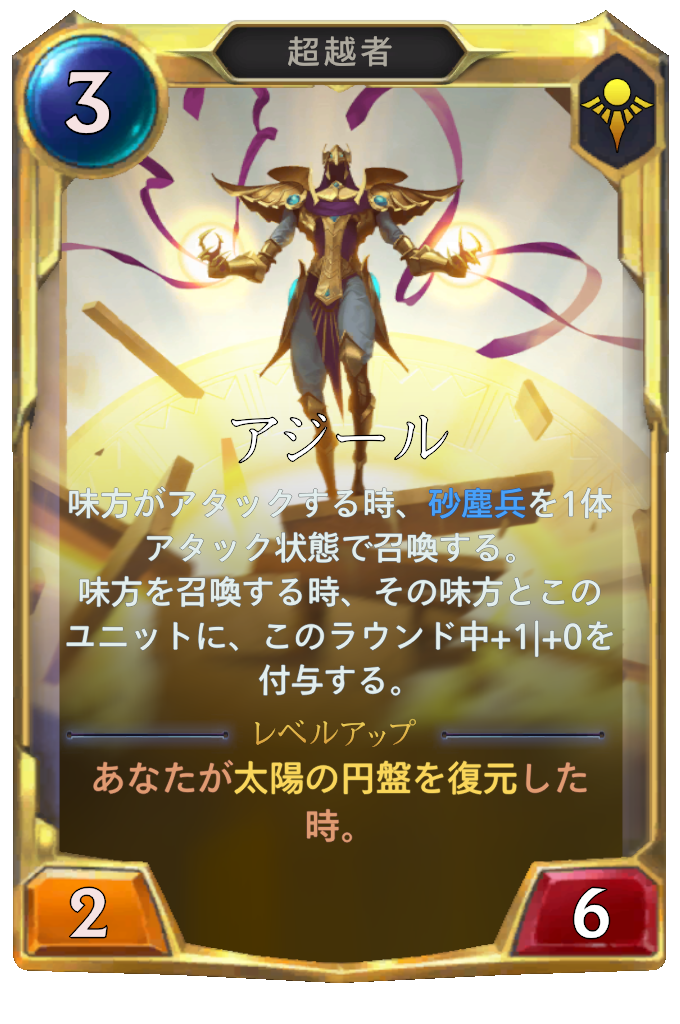 超越者
3
アジール
味方がアタックする時、砂塵兵を1体
アタック状態で召喚する。
味方を召喚する時、その味方とこの
ユニットに、このラウンド中+1|+0を
付与する。
レベルアップ
あなたが太陽の円盤を復元した
時。
2
6